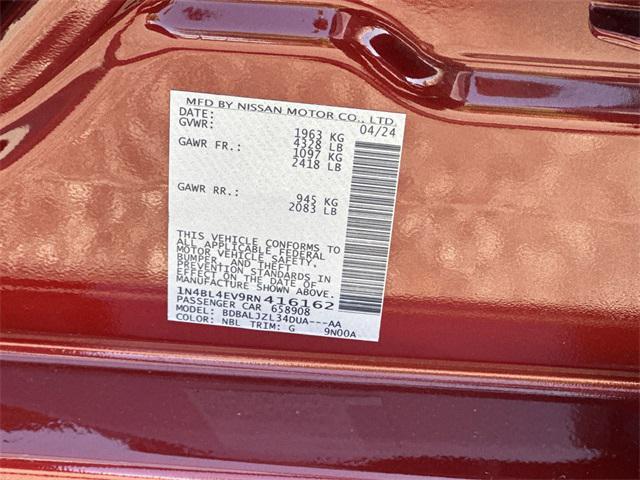 MFD BY NISSAN MOTOR CO., LTD.
DATE: 04/24
GVWR: 1963 KG
4328 LB
GAWR FR.: 1097 KG
2418 LB
GAWR RR.: 945 KG
2083 LB
THIS VEHICLE CONFORMS TO
ALL APPLICABLE FEDERAL
MOTOR VEHICLE SAFETY,
BUMPER, AND THEFT
PREVENTION STANDARDS IN
EFFECT ON THE DATE OF
MANUFACTURE SHOWN ABOVE.
1N4BL4EV9RN416162
PASSENGER CAR 658908
MODEL: BDBALJZL34DUA---AA
COLOR: NBL TRIM: G 9N00A